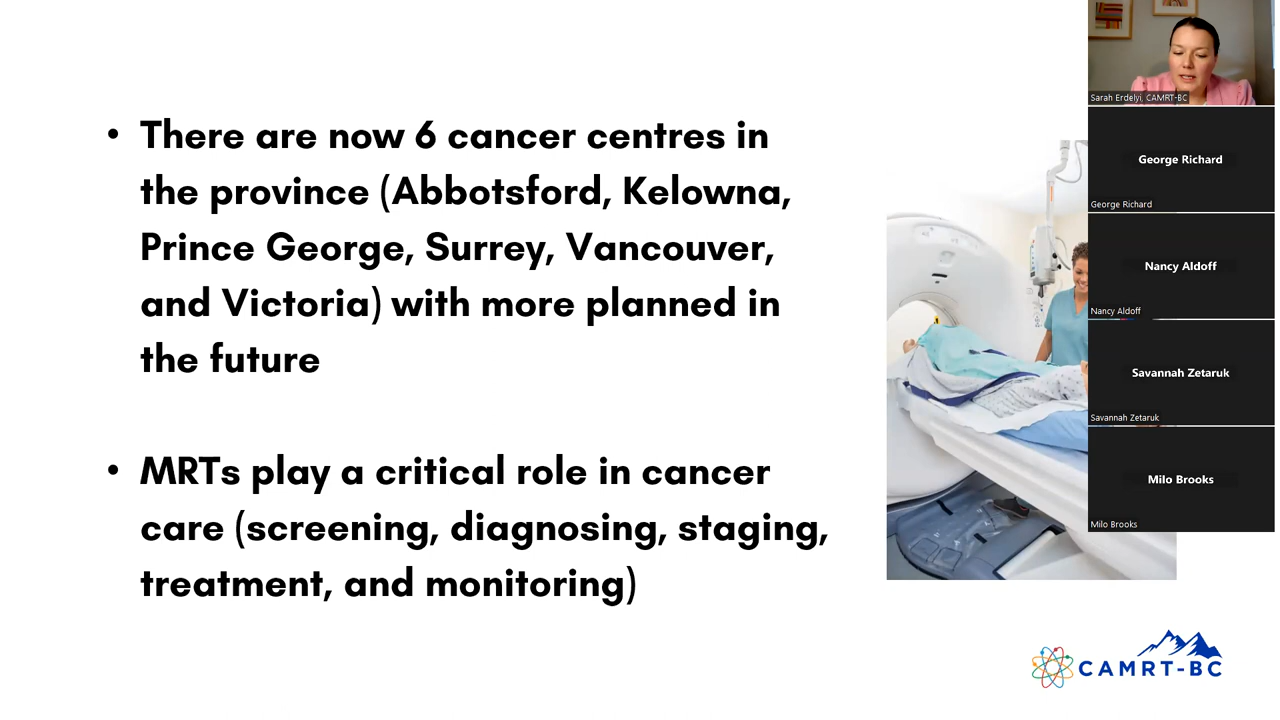 • There are now 6 cancer centres in
the province (Abbotsford, Kelowna,
Prince George, Surrey, Vancouver,
and Victoria) with more planned in
the future
• MRTs play a critical role in cancer
care (screening, diagnosing, staging,
treatment, and monitoring)
Sarah Erdelyi, CAMRT-BC
George Richard
George Richard
Nancy Aldoff
Nancy Aldoff
Savannah Zetaruk
Savannah Zetaruk
Milo Brooks
Milo Brooks
CAMRT-BC